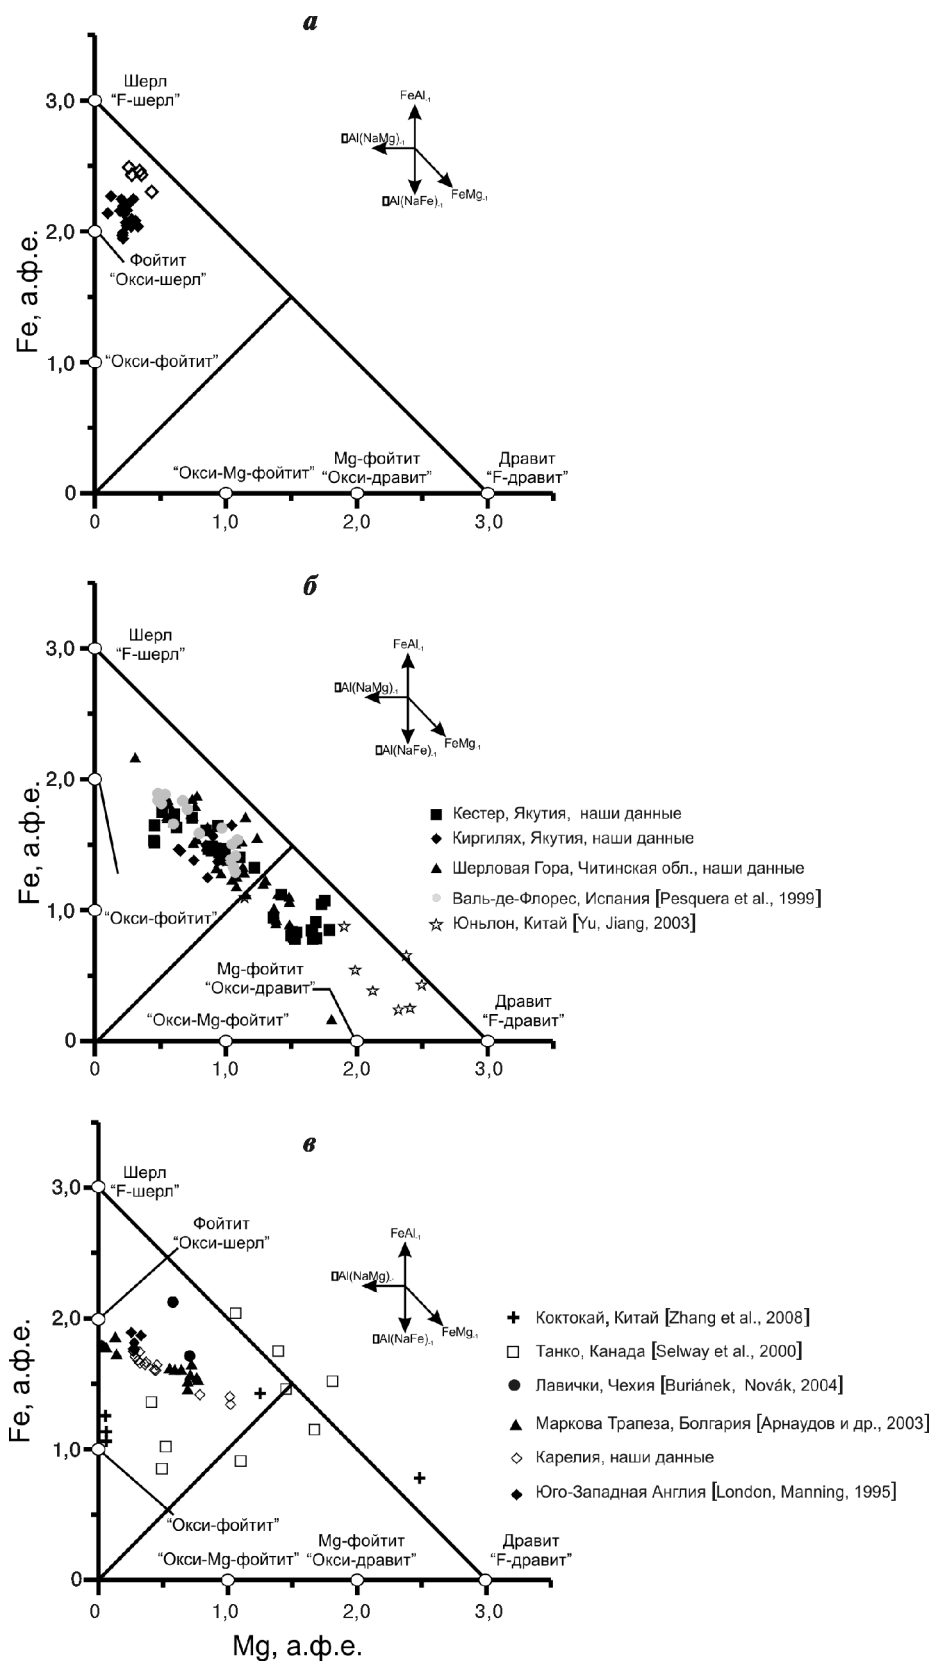 а
Шерл
“F-шерл”
3,0
FeAl-1
□Al(NaMg)-1
□Al(NaFe)-1
FeMg-1
2,0
Фойтит
“Окси-шерл”
Fe, а.ф.е.
1,0
“Окси-фойтит”
“Окси-Mg-фойтит”
Mg-фойтит
“Окси-дравит”
Дравит
“F-дравит”
0
0 1,0 2,0 3,0
б
Шерл
“F-шерл”
3,0
FeAl-1
□Al(NaMg)-1
□Al(NaFe)-1
FeMg-1
2,0
Fe, а.ф.е.
Кестер, Якутия, наши данные
Киргилях, Якутия, наши данные
Шерловая Гора, Читинская обл., наши данные
Валь-де-Флорес, Испания [Pesquera et al., 1999]
Юньлон, Китай [Yu, Jiang, 2003]
1,0
“Окси-фойтит”
Mg-фойтит
“Окси-дравит”
“Окси-Mg-фойтит”
Дравит
“F-дравит”
0
0 1,0 2,0 3,0
в
Шерл
“F-шерл”
3,0
Фойтит
“Окси-шерл”
FeAl-1
□Al(NaMg)-
□Al(NaFe)-1
FeMg-1
2,0
Fe, а.ф.е.
Коктокай, Китай [Zhang et al., 2008]
Танко, Канада [Selway et al., 2000]
Лавички, Чехия [Buriánek, Novák, 2004]
Маркова Трапеза, Болгария [Арнаудов и др., 2003]
Карелия, наши данные
Юго-Западная Англия [London, Manning, 1995]
1,0
“Окси-фойтит”
“Окси-Mg-фойтит”
Mg-фойтит
“Окси-дравит”
Дравит
“F-дравит”
0
0 1,0 2,0 3,0
Mg, а.ф.е.